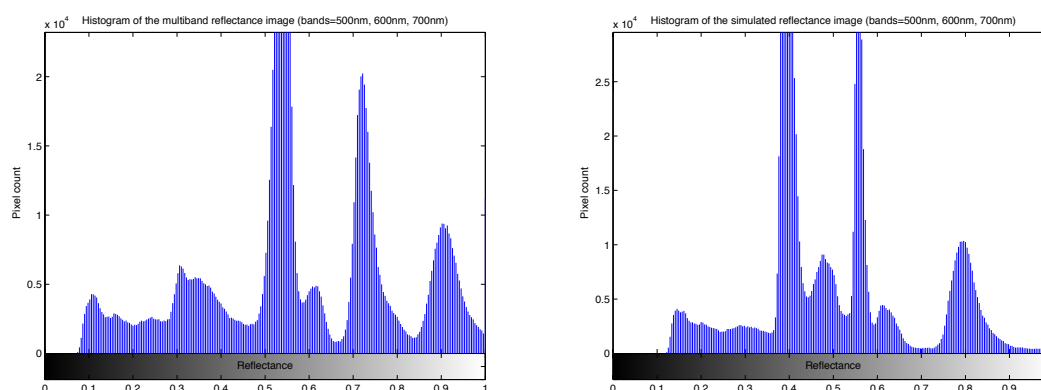 Histogram of the multiband reflectance image (bands=500nm, 600nm, 700nm)
x 10^4
2
1.5
1
0.5
0
Pixel count
Reflectance
0 0.1 0.2 0.3 0.4 0.5 0.6 0.7 0.8 0.9 1
Histogram of the simulated reflectance image (bands=500nm, 600nm, 700nm)
x 10^4
2.5
2
1.5
1
0.5
0
Pixel count
Reflectance
0 0.1 0.2 0.3 0.4 0.5 0.6 0.7 0.8 0.9